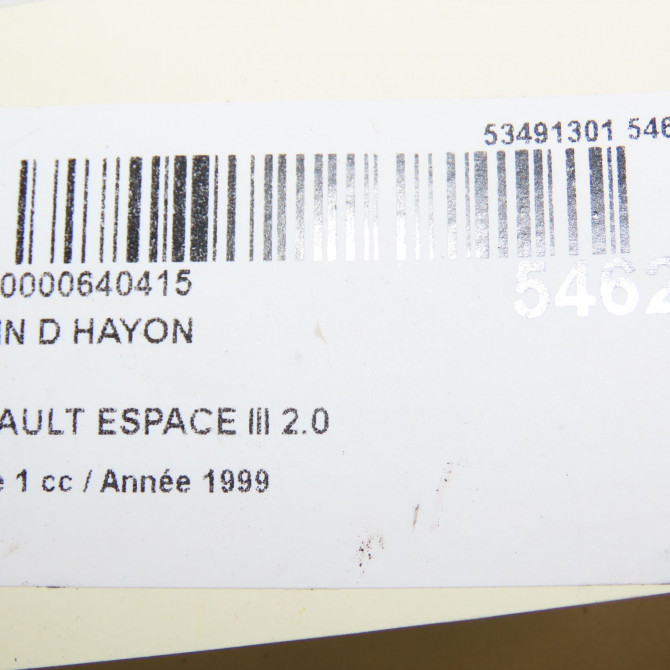 53491301 546
0000640415
5462
IN D HAYON
AULT ESPACE III 2.0
e 1 cc / Année 1999